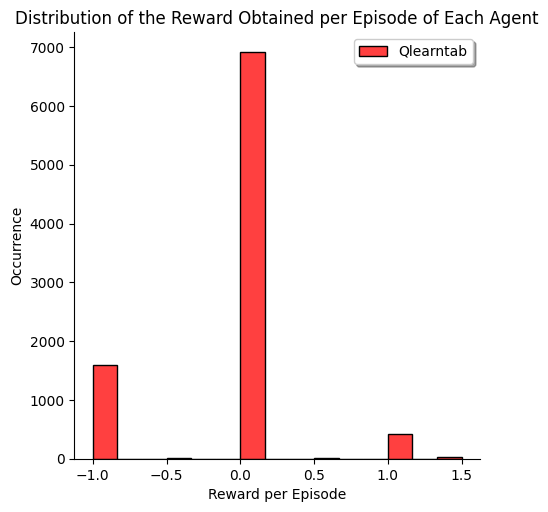 Distribution of the Reward Obtained per Episode of Each Agent
Qlearntab
7000
6000
5000
4000
3000
2000
1000
0
Occurrence
−1.0 −0.5 0.0 0.5 1.0 1.5
Reward per Episode